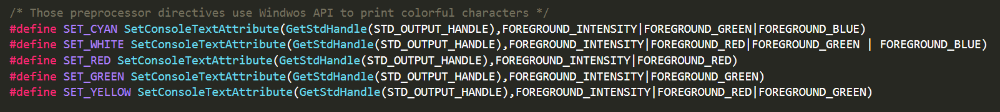 /* Those preprocessor directives use Windwos API to print colorful characters */
#define SET_CYAN SetConsoleTextAttribute(GetStdHandle(STD_OUTPUT_HANDLE),FOREGROUND_INTENSITY|FOREGROUND_GREEN|FOREGROUND_BLUE)
#define SET_WHITE SetConsoleTextAttribute(GetStdHandle(STD_OUTPUT_HANDLE),FOREGROUND_INTENSITY|FOREGROUND_RED|FOREGROUND_GREEN | FOREGROUND_BLUE)
#define SET_RED SetConsoleTextAttribute(GetStdHandle(STD_OUTPUT_HANDLE),FOREGROUND_INTENSITY|FOREGROUND_RED)
#define SET_GREEN SetConsoleTextAttribute(GetStdHandle(STD_OUTPUT_HANDLE),FOREGROUND_INTENSITY|FOREGROUND_GREEN)
#define SET_YELLOW SetConsoleTextAttribute(GetStdHandle(STD_OUTPUT_HANDLE),FOREGROUND_INTENSITY|FOREGROUND_RED|FOREGROUND_GREEN)